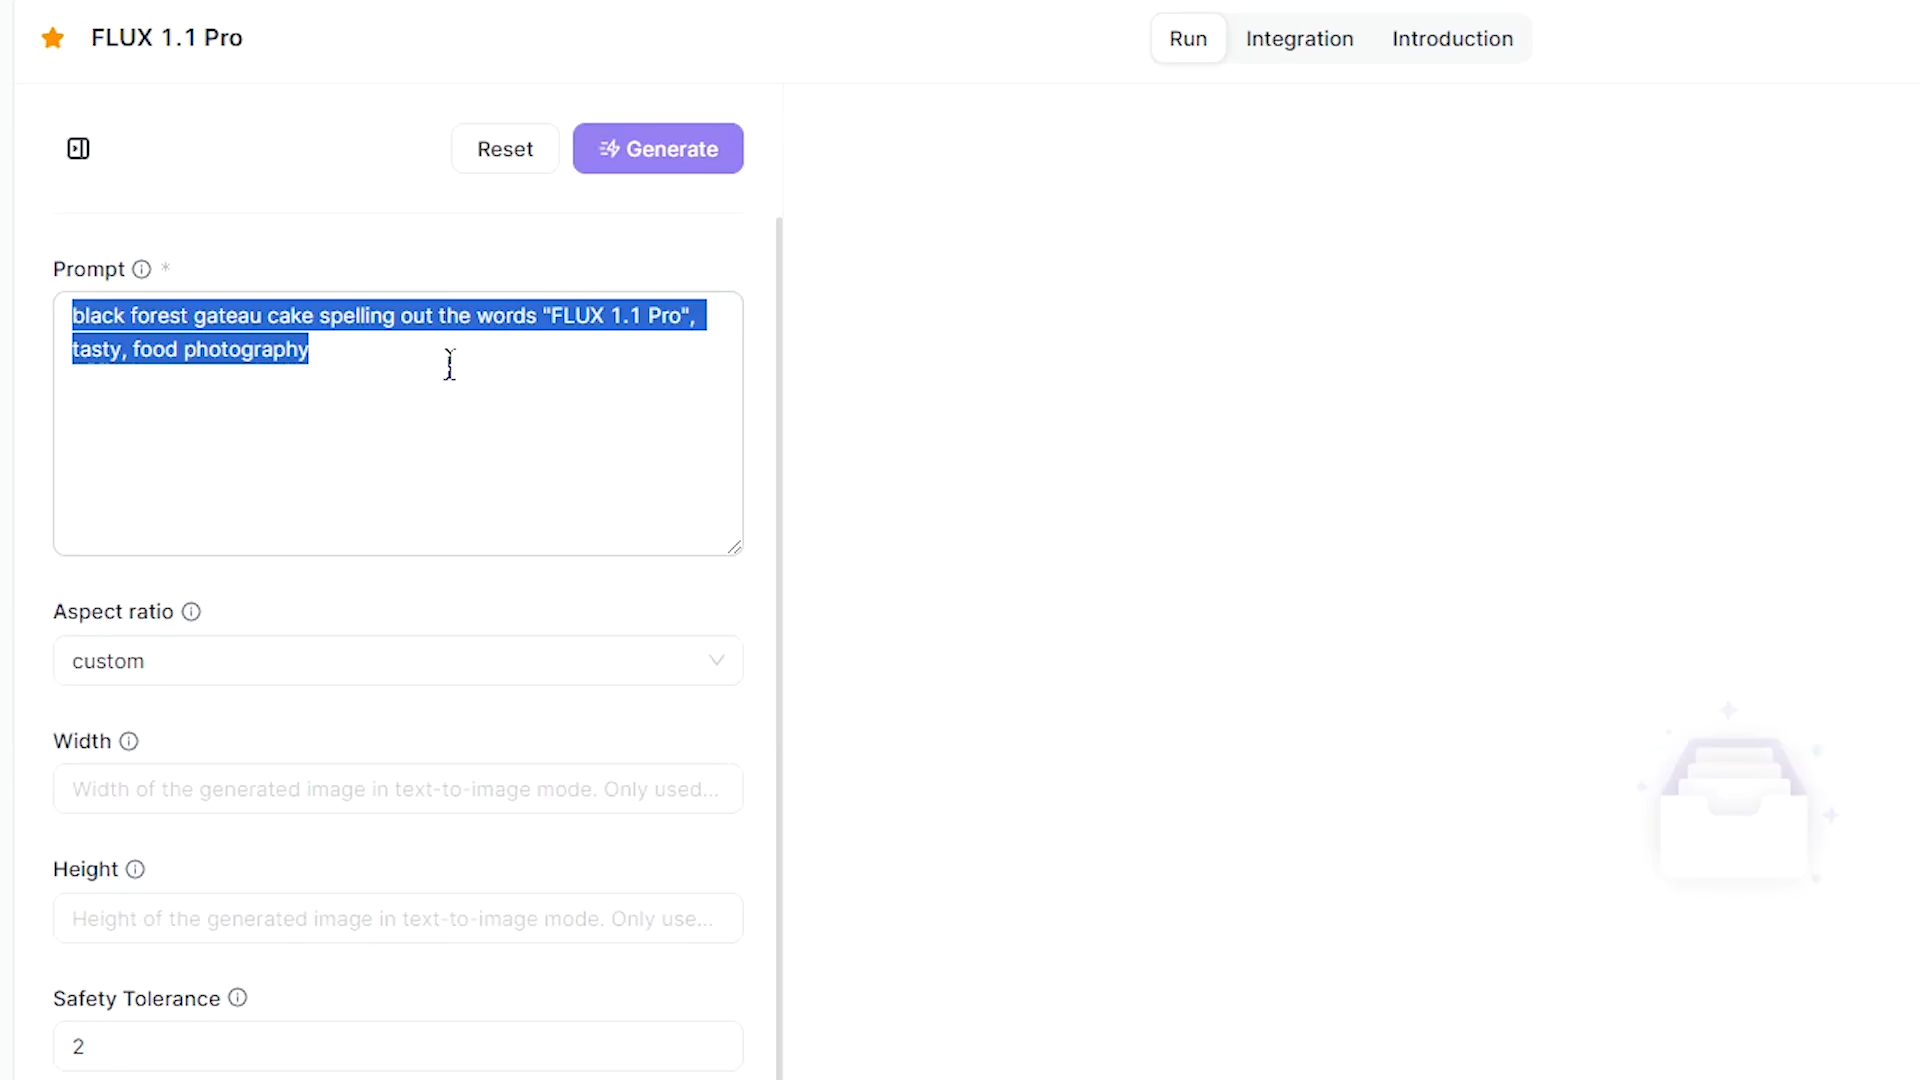 FLUX 1.1 Pro
Run
Integration
Introduction
Reset
Generate
Prompt *
black forest gateau cake spelling out the words "FLUX 1.1 Pro",
tasty, food photography
Aspect ratio
custom
Width
Width of the generated image in text-to-image mode. Only used...
Height
Height of the generated image in text-to-image mode. Only use...
Safety Tolerance
2